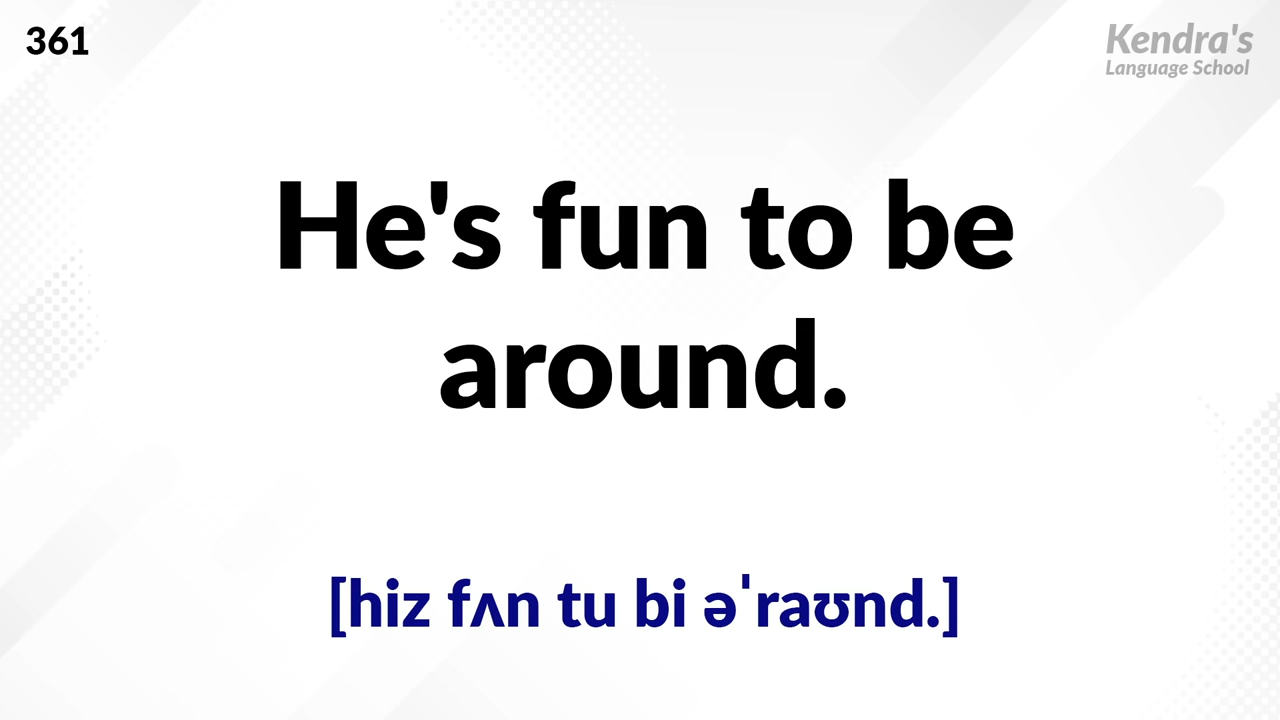 361
Kendra's
Language School
He's fun to be
around.
[hiz fʌn tu bi əˈraʊnd.]